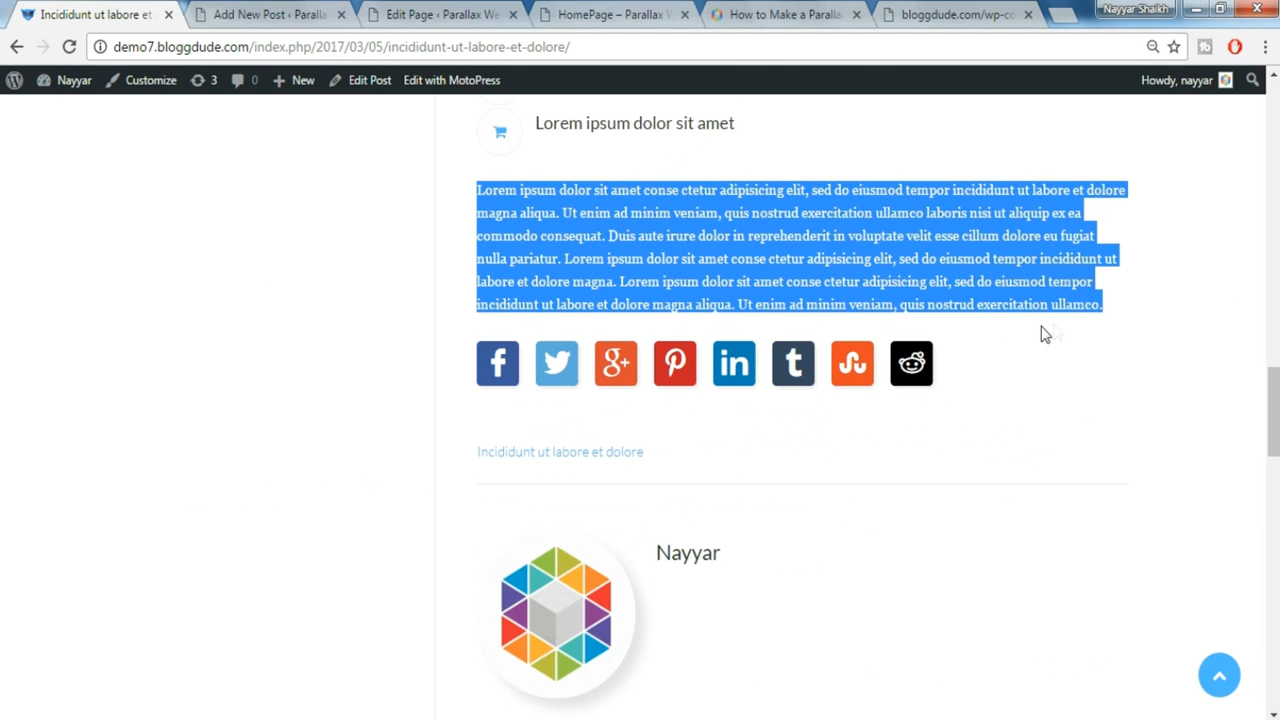 Incididunt ut labore et
Add New Post ‹ Paralla
Edit Page ‹ Parallax We
HomePage – Parallax W
How to Make a Paralla
bloggdude.com/wp-co
Nayyar Shaikh
demo7.bloggdude.com/index.php/2017/03/05/incididunt-ut-labore-et-dolore/
Nayyar
Customize
3
0
New
Edit Post
Edit with MotoPress
Howdy, nayyar
Lorem ipsum dolor sit amet
Lorem ipsum dolor sit amet conse ctetur adipisicing elit, sed do eiusmod tempor incididunt ut labore et dolore
magna aliqua. Ut enim ad minim veniam, quis nostrud exercitation ullamco laboris nisi ut aliquip ex ea
commodo consequat. Duis aute irure dolor in reprehenderit in voluptate velit esse cillum dolore eu fugiat
nulla pariatur. Lorem ipsum dolor sit amet conse ctetur adipisicing elit, sed do eiusmod tempor incididunt ut
labore et dolore magna. Lorem ipsum dolor sit amet conse ctetur adipisicing elit, sed do eiusmod tempor
incididunt ut labore et dolore magna aliqua. Ut enim ad minim veniam, quis nostrud exercitation ullamco.
Incididunt ut labore et dolore
Nayyar